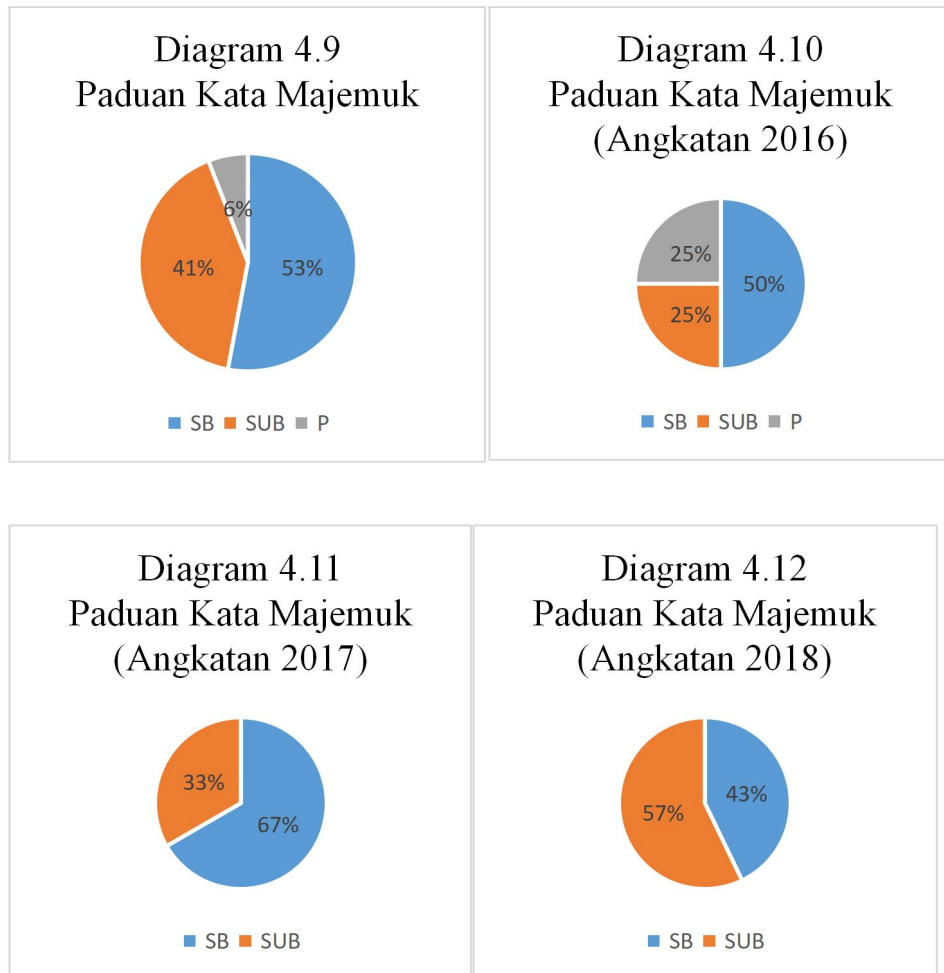 Diagram 4.9
Paduan Kata Majemuk
6%
41%
53%
SB SUB P
Diagram 4.10
Paduan Kata Majemuk
(Angkatan 2016)
25%
50%
25%
SB SUB P
Diagram 4.11
Paduan Kata Majemuk
(Angkatan 2017)
33%
67%
SB SUB
Diagram 4.12
Paduan Kata Majemuk
(Angkatan 2018)
43%
57%
SB SUB